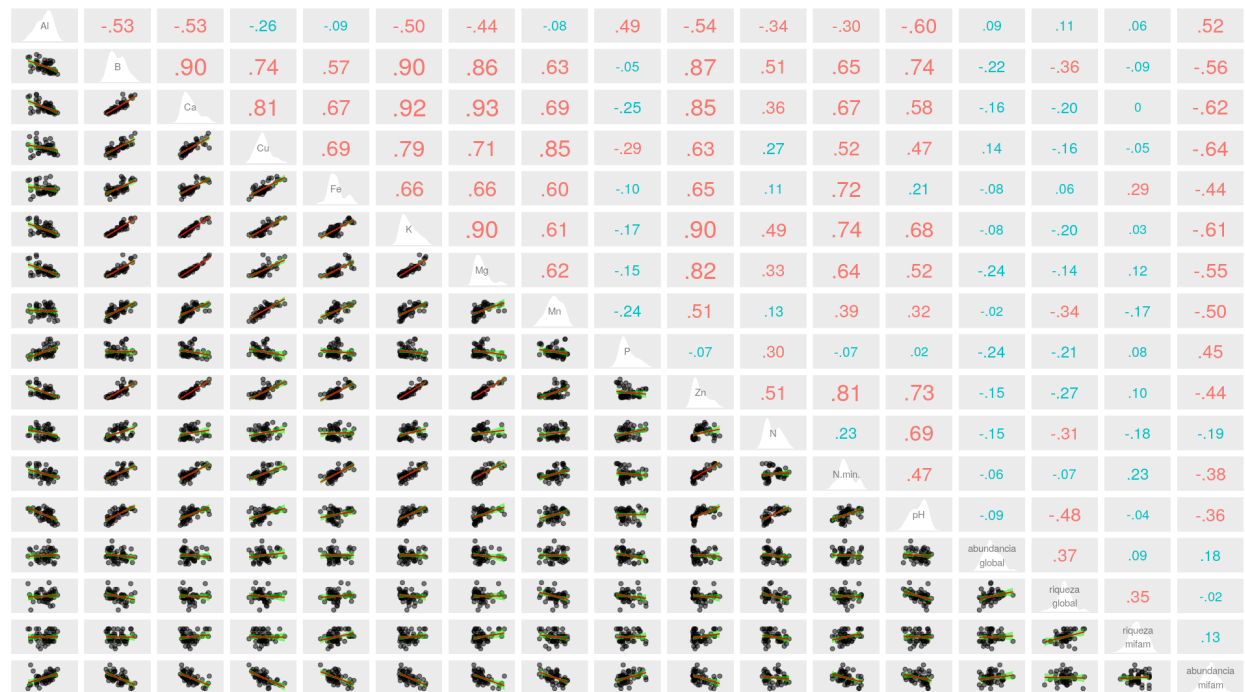 Al -.53 -.53 -.26 -.09 -.50 -.44 -.08 .49 -.54 -.34 -.30 -.60 .09 .11 .06 .52
B .90 .74 .57 .90 .86 .63 -.05 .87 .51 .65 .74 -.22 -.36 -.09 -.56
Ca .81 .67 .92 .93 .69 -.25 .85 .36 .67 .58 -.16 -.20 0 -.62
Cu .69 .79 .71 .85 -.29 .63 .27 .52 .47 .14 -.16 -.05 -.64
Fe .66 .66 .60 -.10 .65 .11 .72 .21 -.08 .06 .29 -.44
K .90 .61 -.17 .90 .49 .74 .68 -.08 -.20 .03 -.61
Mg .62 -.15 .82 .33 .64 .52 -.24 -.14 .12 -.55
Mn -.24 .51 .13 .39 .32 -.02 -.34 -.17 -.50
P -.07 .30 -.07 .02 -.24 -.21 .08 .45
Zn .51 .81 .73 -.15 -.27 .10 -.44
N .23 .69 -.15 -.31 -.18 -.19
N.min. .47 -.06 -.07 .23 -.38
pH -.09 -.48 -.04 -.36
abundancia
global .37 .09 .18
riqueza
global .35 -.02
riqueza
mifam .13
abundancia
mifam